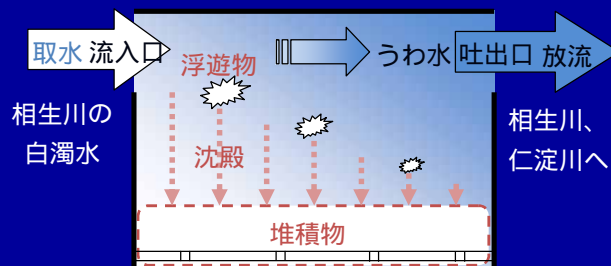 取水 流入口
浮遊物
うわ水
吐出口 放流
相生川の
白濁水
沈殿
相生川、
仁淀川へ
堆積物